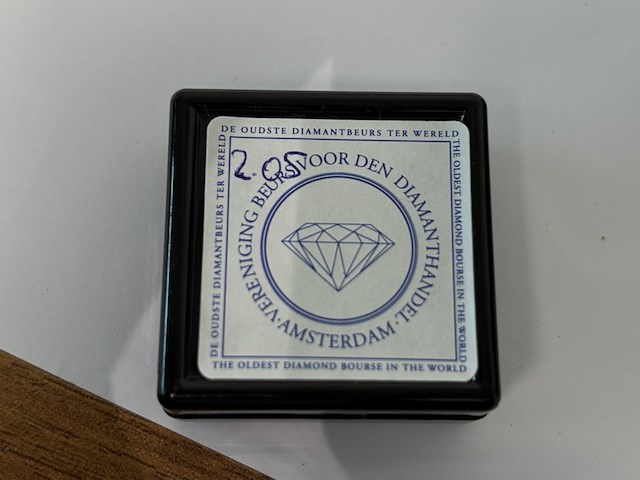 DE OUDSTE DIAMANTBEURS TER WERELD
THE OLDEST DIAMOND BOURSE IN THE WORLD
DE OUDSTE DIAMANTBEURS TER WERELD
2.05
VERENIGING BEURS VOOR DEN DIAMANTHANDEL
·AMSTERDAM·
THE OLDEST DIAMOND BOURSE IN THE WORLD